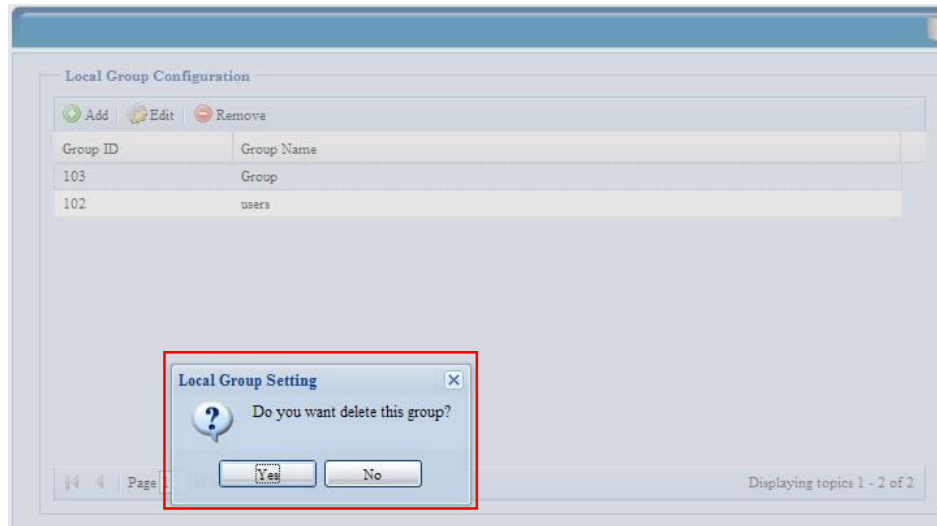 Local Group Configuration
Add Edit Remove
Group ID Group Name
103 Group
102 users
Local Group Setting
Do you want delete this group?
Yes No
Page 1 Displaying topics 1 - 2 of 2